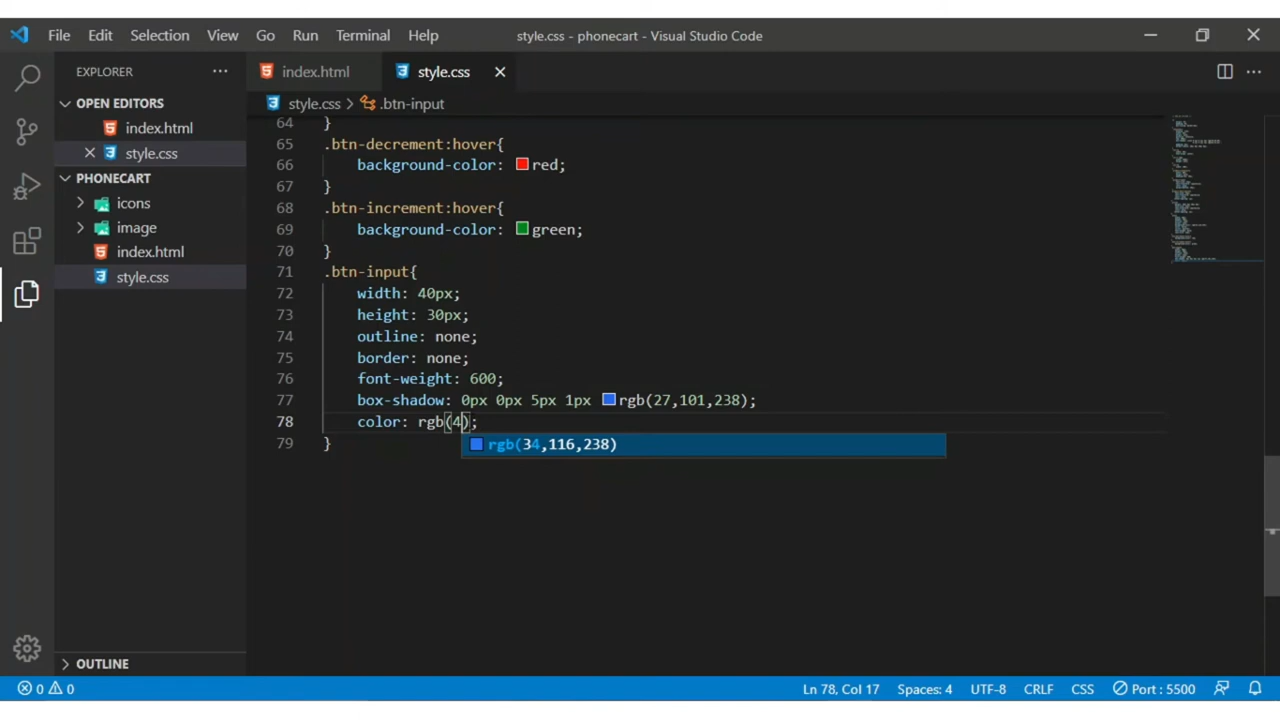 File Edit Selection View Go Run Terminal Help style.css - phonecart - Visual Studio Code
EXPLORER
OPEN EDITORS
index.html
style.css
PHONECART
icons
image
index.html
style.css
OUTLINE
index.html style.css
style.css > .btn-input
64 }
65 .btn-decrement:hover{
66 background-color: red;
67 }
68 .btn-increment:hover{
69 background-color: green;
70 }
71 .btn-input{
72 width: 40px;
73 height: 30px;
74 outline: none;
75 border: none;
76 font-weight: 600;
77 box-shadow: 0px 0px 5px 1px rgb(27,101,238);
78 color: rgb(4);
rgb(34,116,238)
79 }
0 0 Ln 78, Col 17 Spaces: 4 UTF-8 CRLF CSS Port : 5500